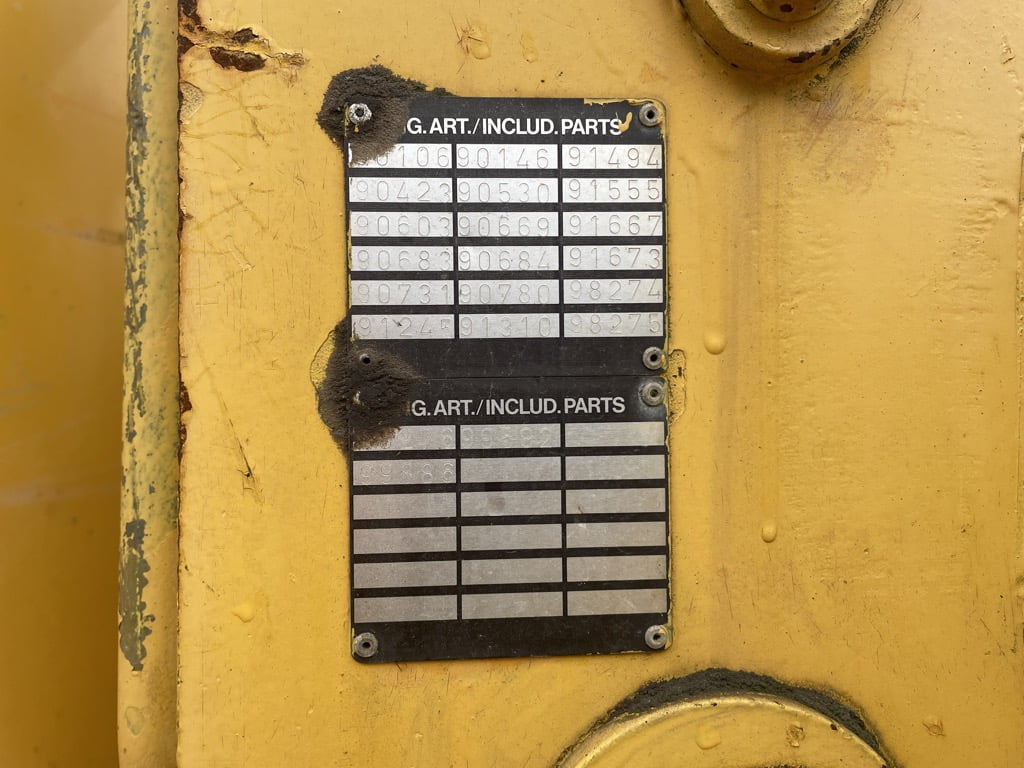 G. ART./INCLUD. PARTS
90146 91494
90423 90530 91555
90603 90669 91667
90683 90684 91673
90731 90780 98274
91310 98275
G. ART./INCLUD. PARTS
99886